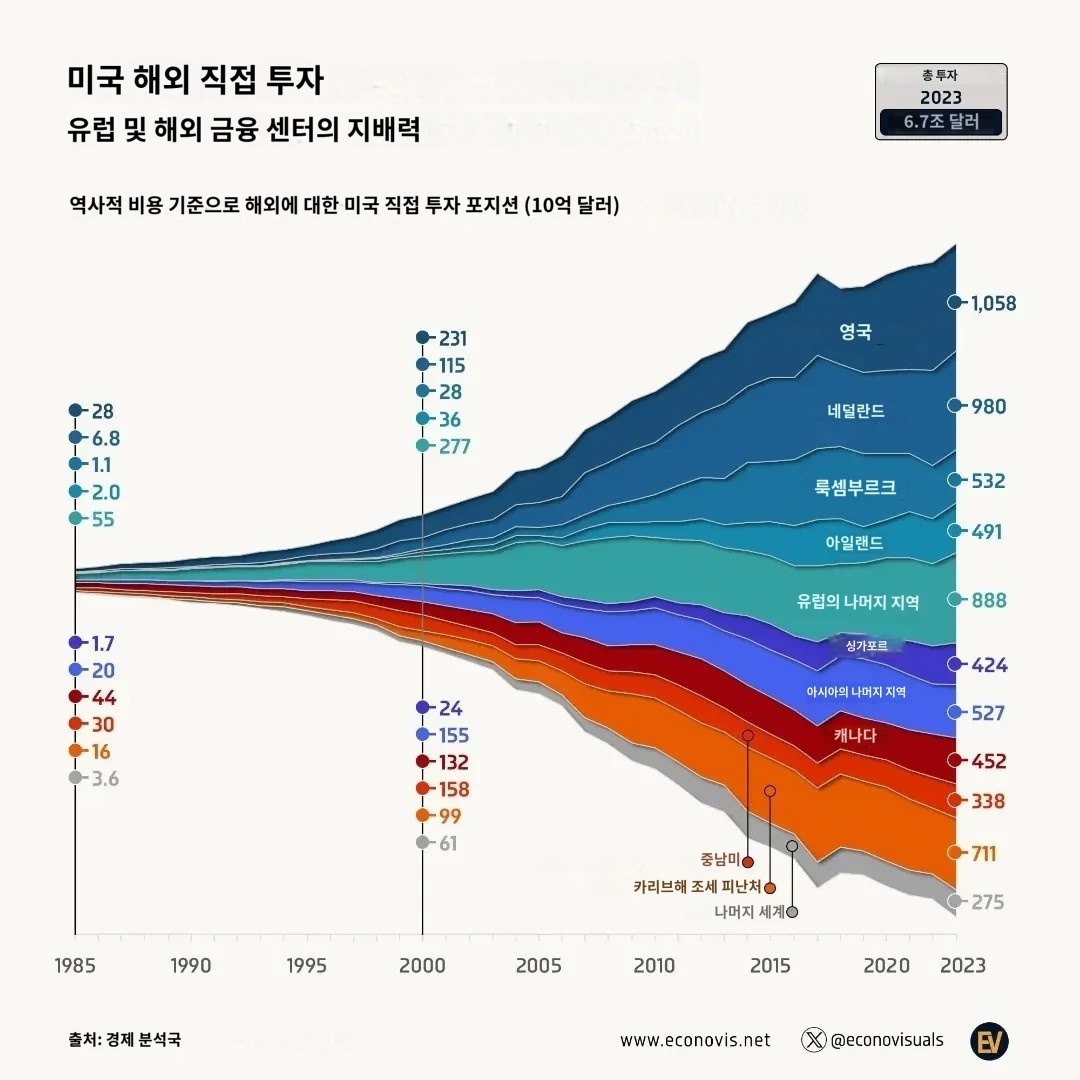 미국 해외 직접 투자
유럽 및 해외 금융 센터의 지배력
총 투자
2023
6.7조 달러
역사적 비용 기준으로 해외에 대한 미국 직접 투자 포지션 (10억 달러)
28
6.8
1.1
2.0
55
1.7
20
44
30
16
3.6
231
115
28
36
277
24
155
132
158
99
61
영국
네덜란드
룩셈부르크
아일랜드
유럽의 나머지 지역
싱가포르
아시아의 나머지 지역
캐나다
중남미
카리브해 조세 피난처
나머지 세계
1,058
980
532
491
888
424
527
452
338
711
275
1985 1990 1995 2000 2005 2010 2015 2020 2023
출처: 경제 분석국
www.econovis.net
X @econovisuals
EV